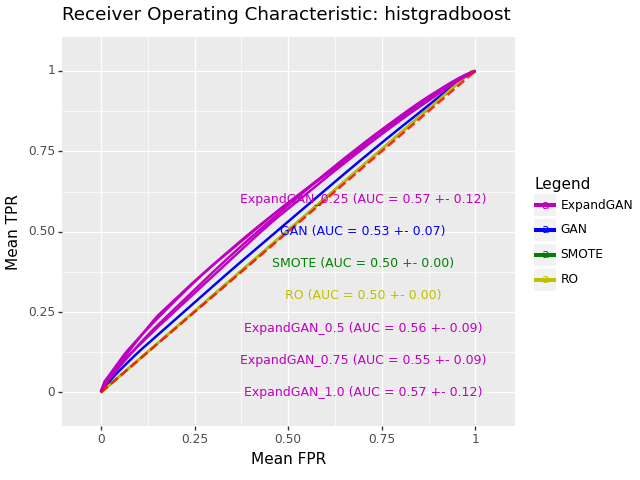 Receiver Operating Characteristic: histgradboost
Mean TPR
1
0.75
0.50
0.25
0
ExpandGAN_0.25 (AUC = 0.57 +- 0.12)
GAN (AUC = 0.53 +- 0.07)
SMOTE (AUC = 0.50 +- 0.00)
RO (AUC = 0.50 +- 0.00)
ExpandGAN_0.5 (AUC = 0.56 +- 0.09)
ExpandGAN_0.75 (AUC = 0.55 +- 0.09)
ExpandGAN_1.0 (AUC = 0.57 +- 0.12)
0 0.25 0.50 0.75 1
Mean FPR
Legend
a ExpandGAN
a GAN
a SMOTE
a RO